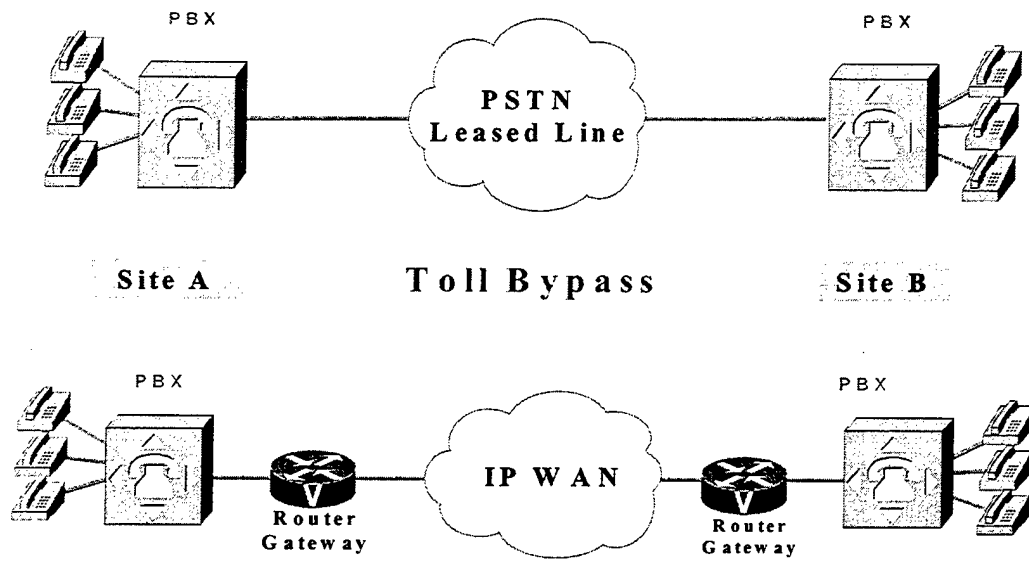 PBX
PBX
PSTN
Leased Line
Site A
Toll Bypass
Site B
PBX
PBX
IP WAN
V
Router
Gateway
V
Router
Gateway